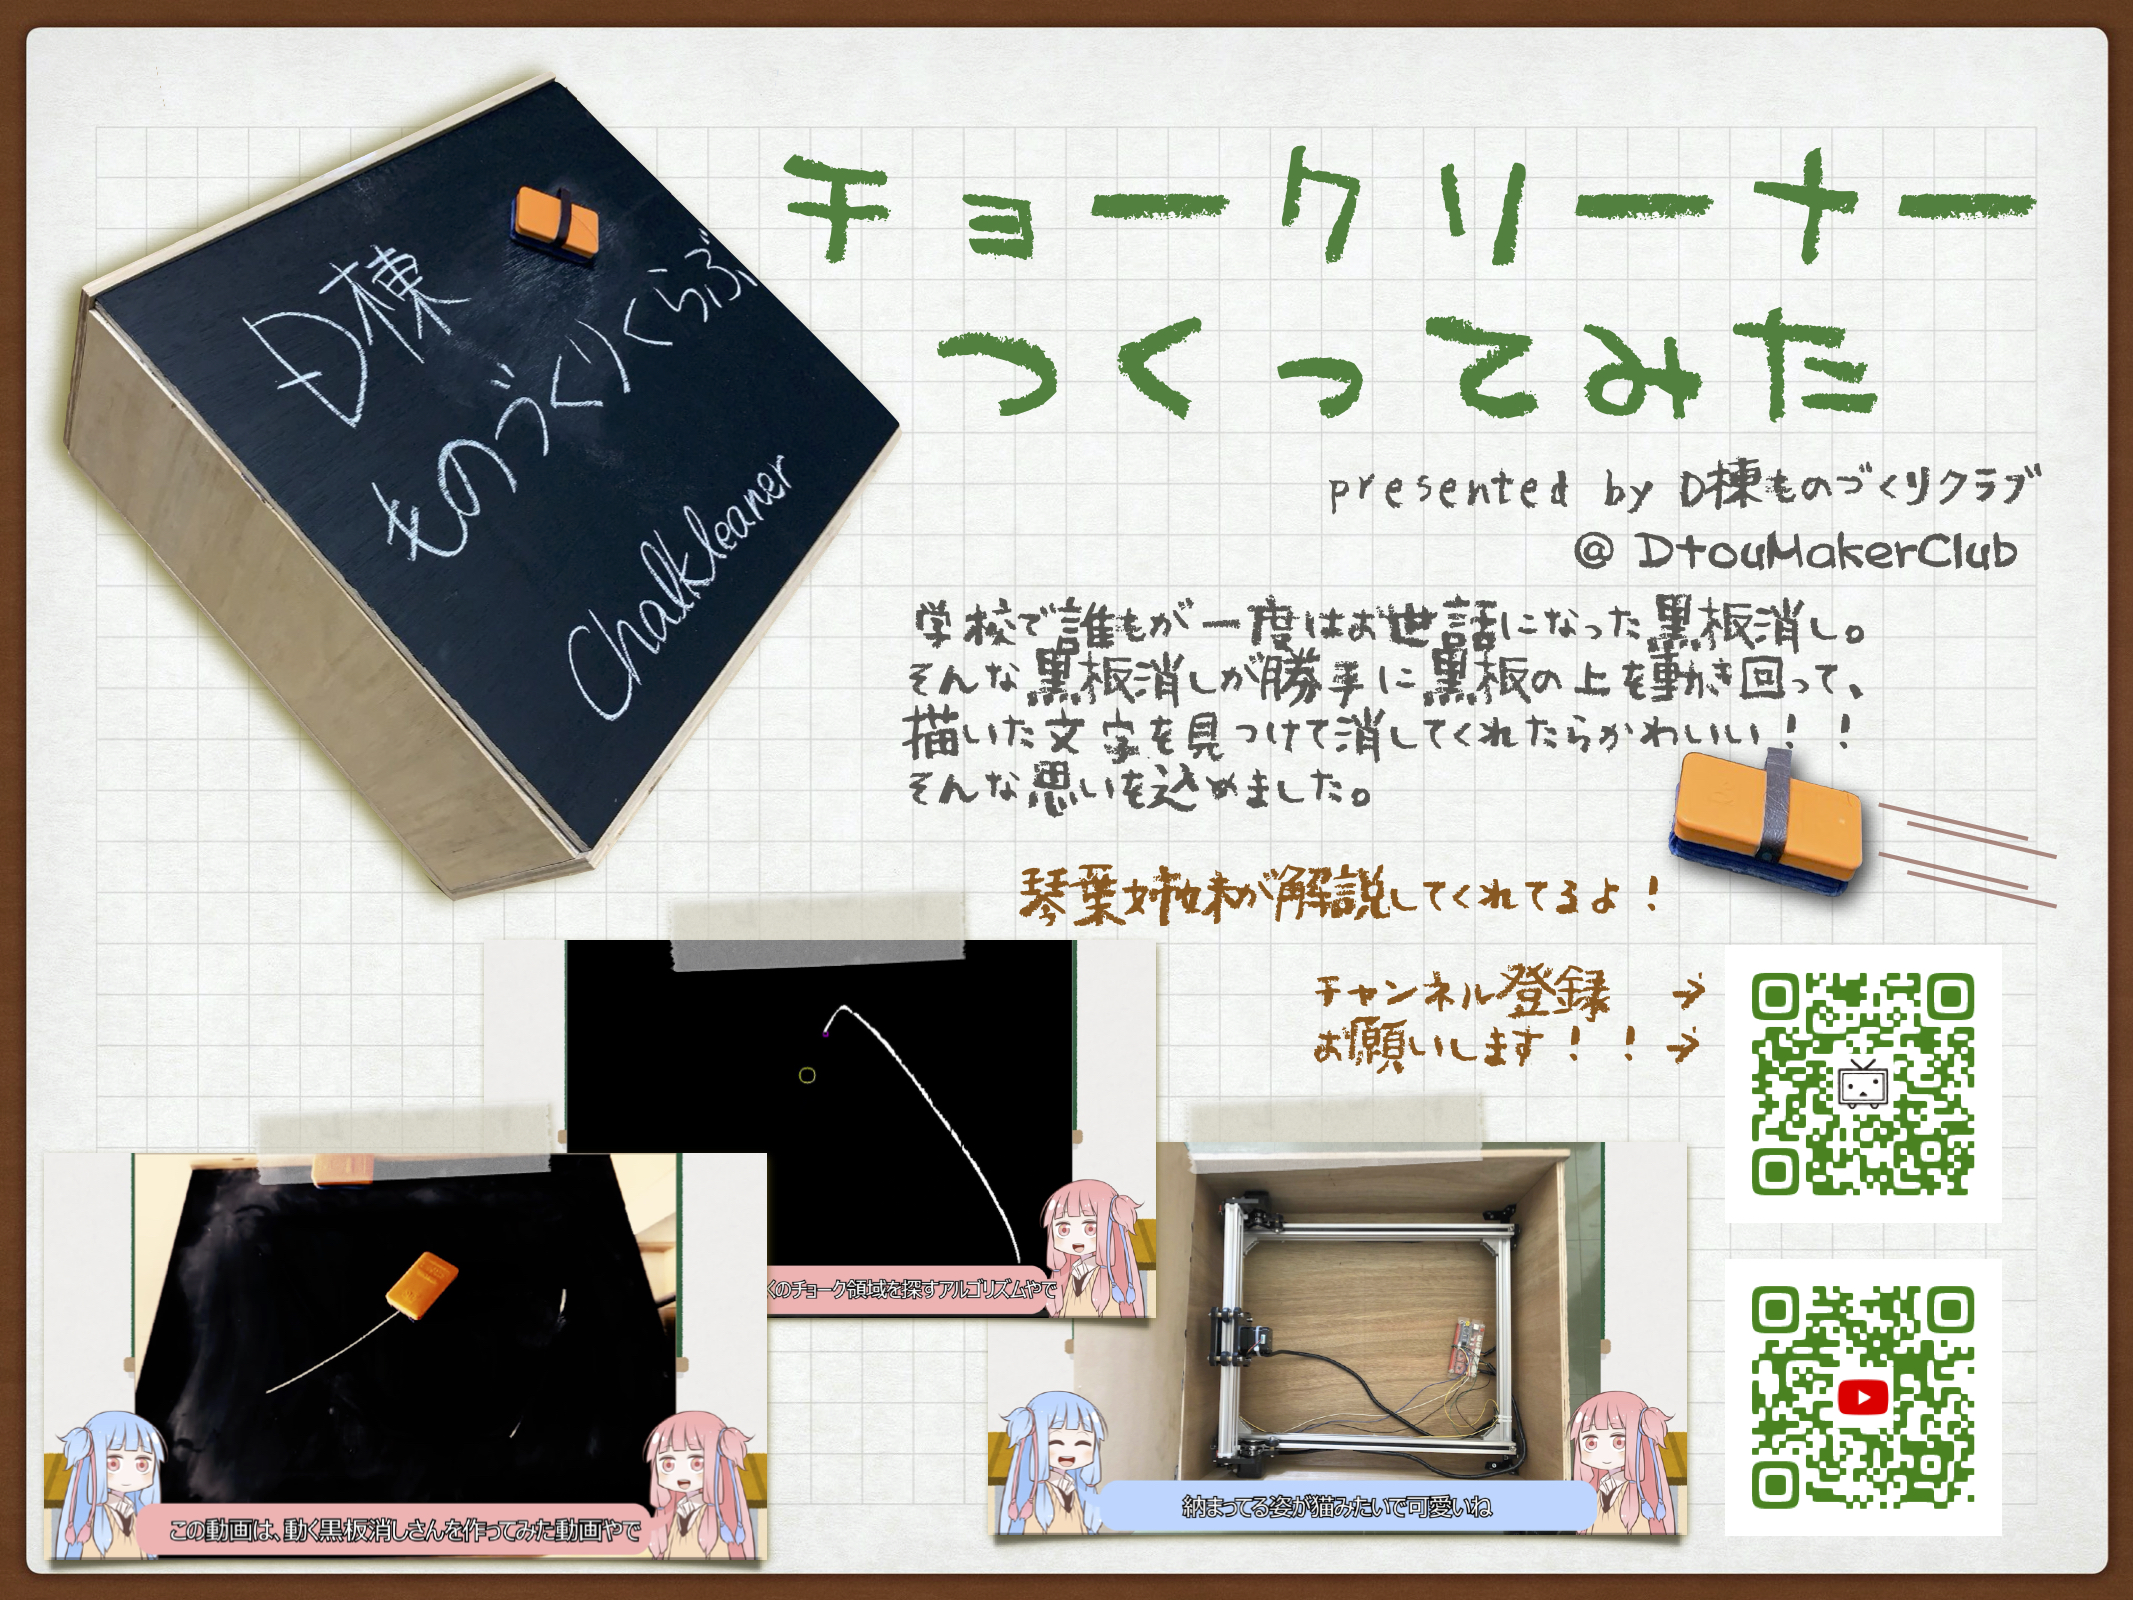 チョークリーナー
つくってみた
presented by D棟ものづくりクラブ
@ DtouMakerClub
D棟
ものづくりくらぶ
Chalkleaner
学校で誰もが一度はお世話になった黒板消し。
そんな黒板消しが勝手に黒板の上を動き回って、
描いた文字を見つけて消してくれたらかわいい！！
そんな思いを込めました。
琴葉姉妹が解説してくれてるよ！
チャンネル登録 →
お願いします！！→
くのチョーク領域を探すアルゴリズムやで
この動画は、動く黒板消しさんを作ってみた動画やで
納まってる姿が猫みたいで可愛いね